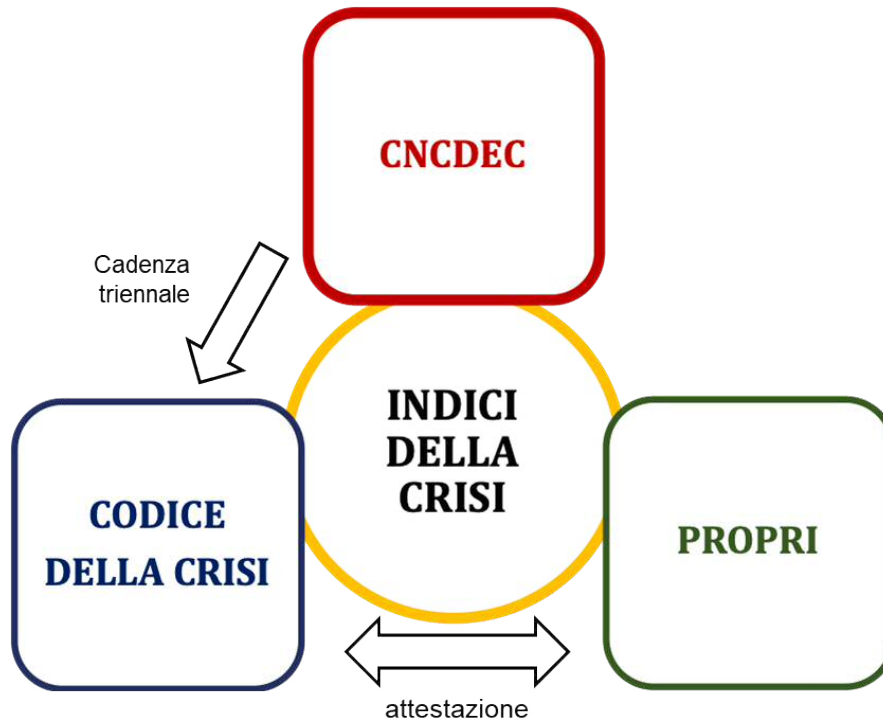 CNCDEC
Cadenza
triennale
INDICI
DELLA
CRISI
CODICE
DELLA CRISI
PROPRI
attestazione